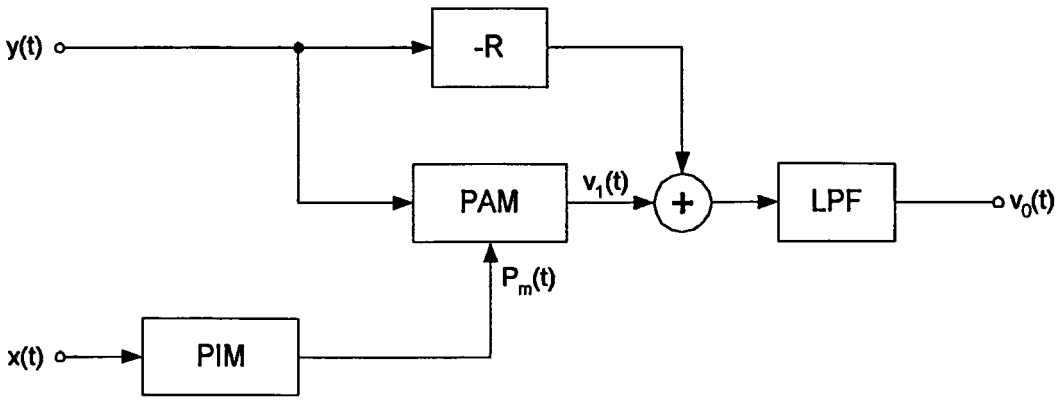 y(t)
-R
PAM
v₁(t)
+
LPF
v₀(t)
Pₘ(t)
x(t)
PIM